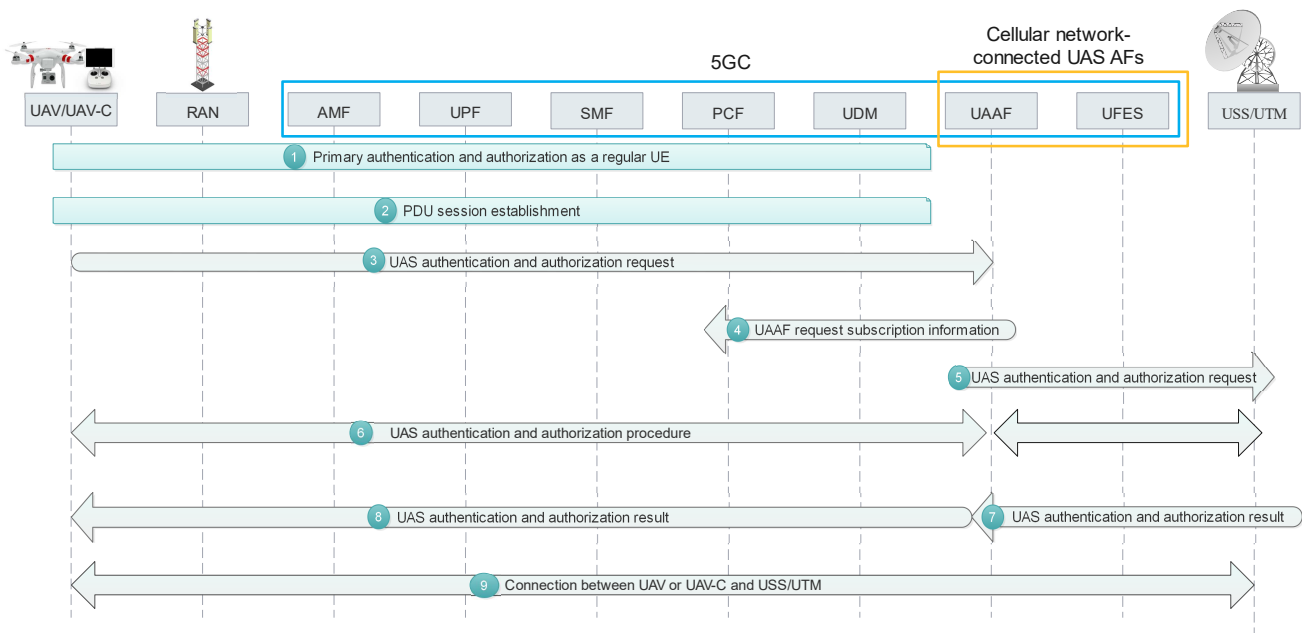 Cellular network-
connected UAS AFs
5GC
UAV/UAV-C
RAN
AMF
UPF
SMF
PCF
UDM
UAAF
UFES
USS/UTM
1 Primary authentication and authorization as a regular UE
2 PDU session establishment
3 UAS authentication and authorization request
4 UAAF request subscription information
5 UAS authentication and authorization request
6 UAS authentication and authorization procedure
8 UAS authentication and authorization result
7 UAS authentication and authorization result
9 Connection between UAV or UAV-C and USS/UTM